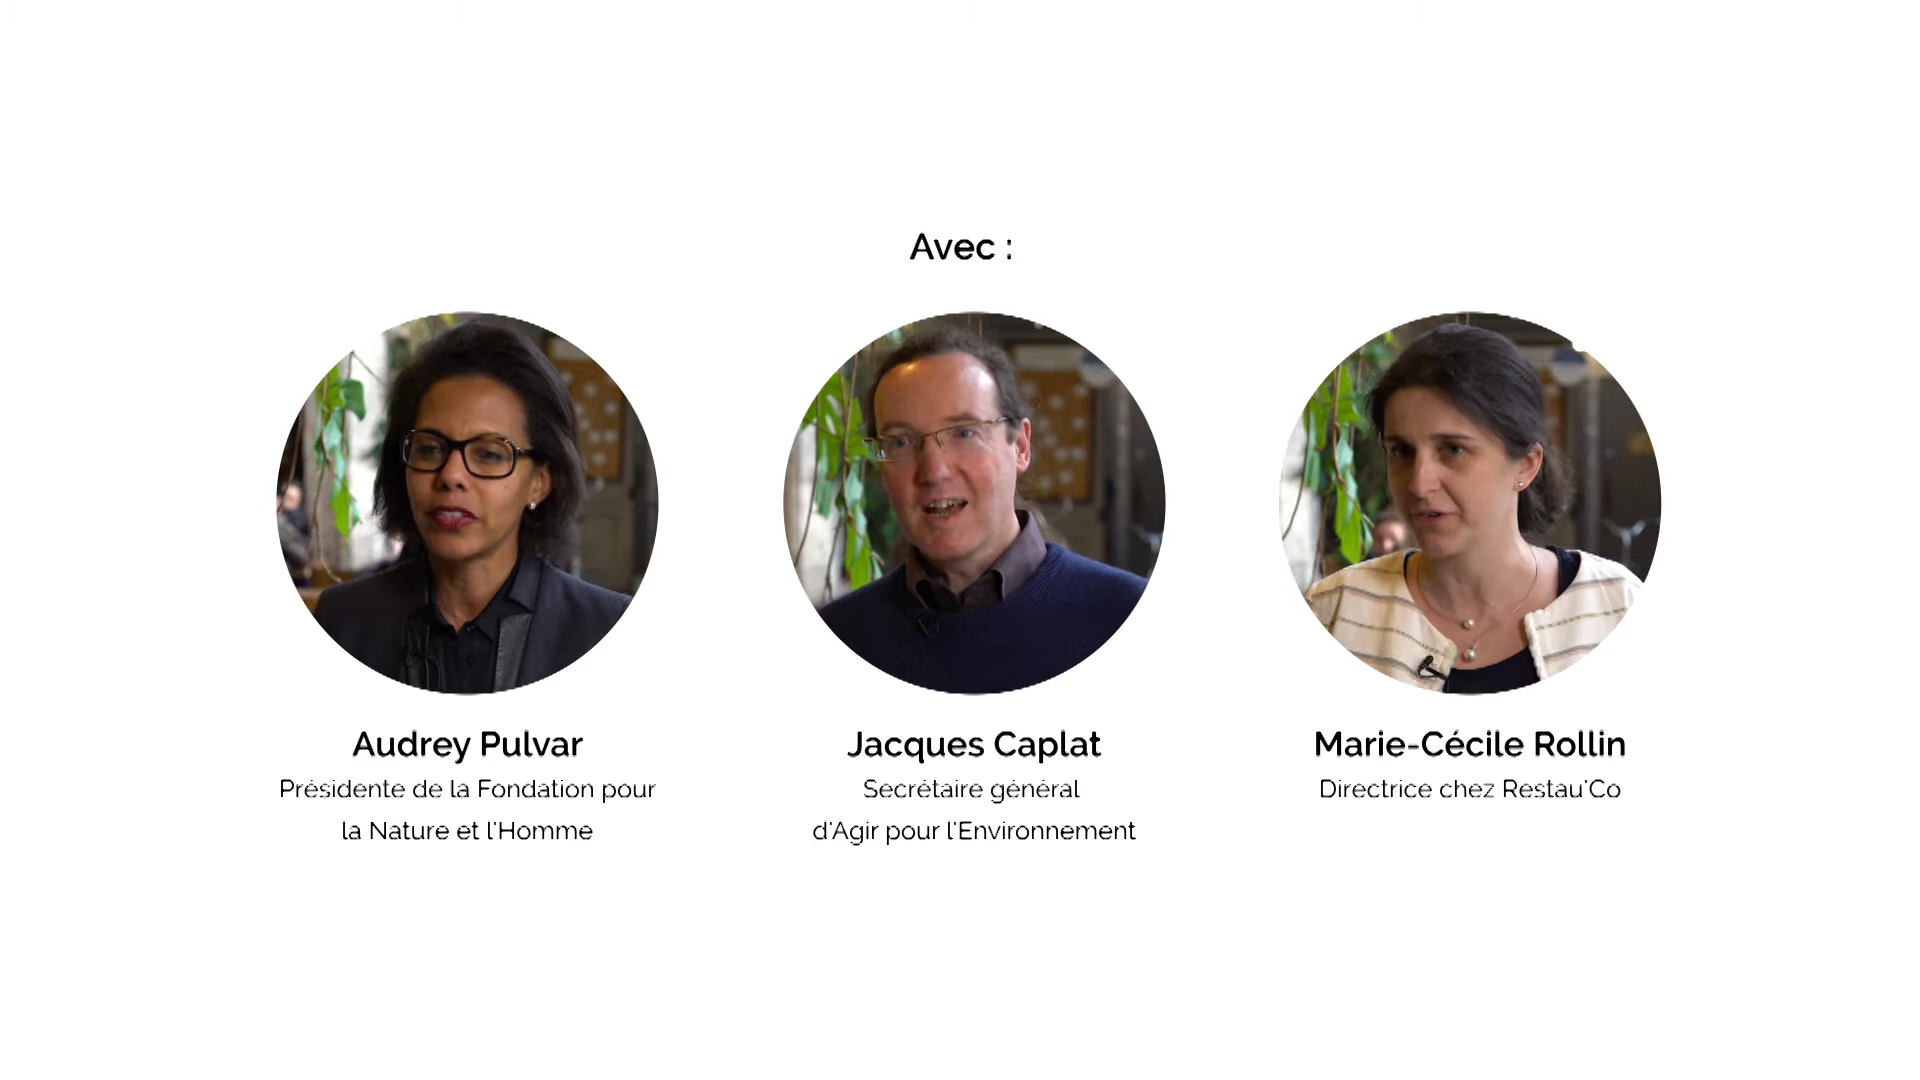 Avec :
Audrey Pulvar
Présidente de la Fondation pour
la Nature et l'Homme
Jacques Caplat
Secrétaire général
d'Agir pour l'Environnement
Marie-Cécile Rollin
Directrice chez Restau'Co